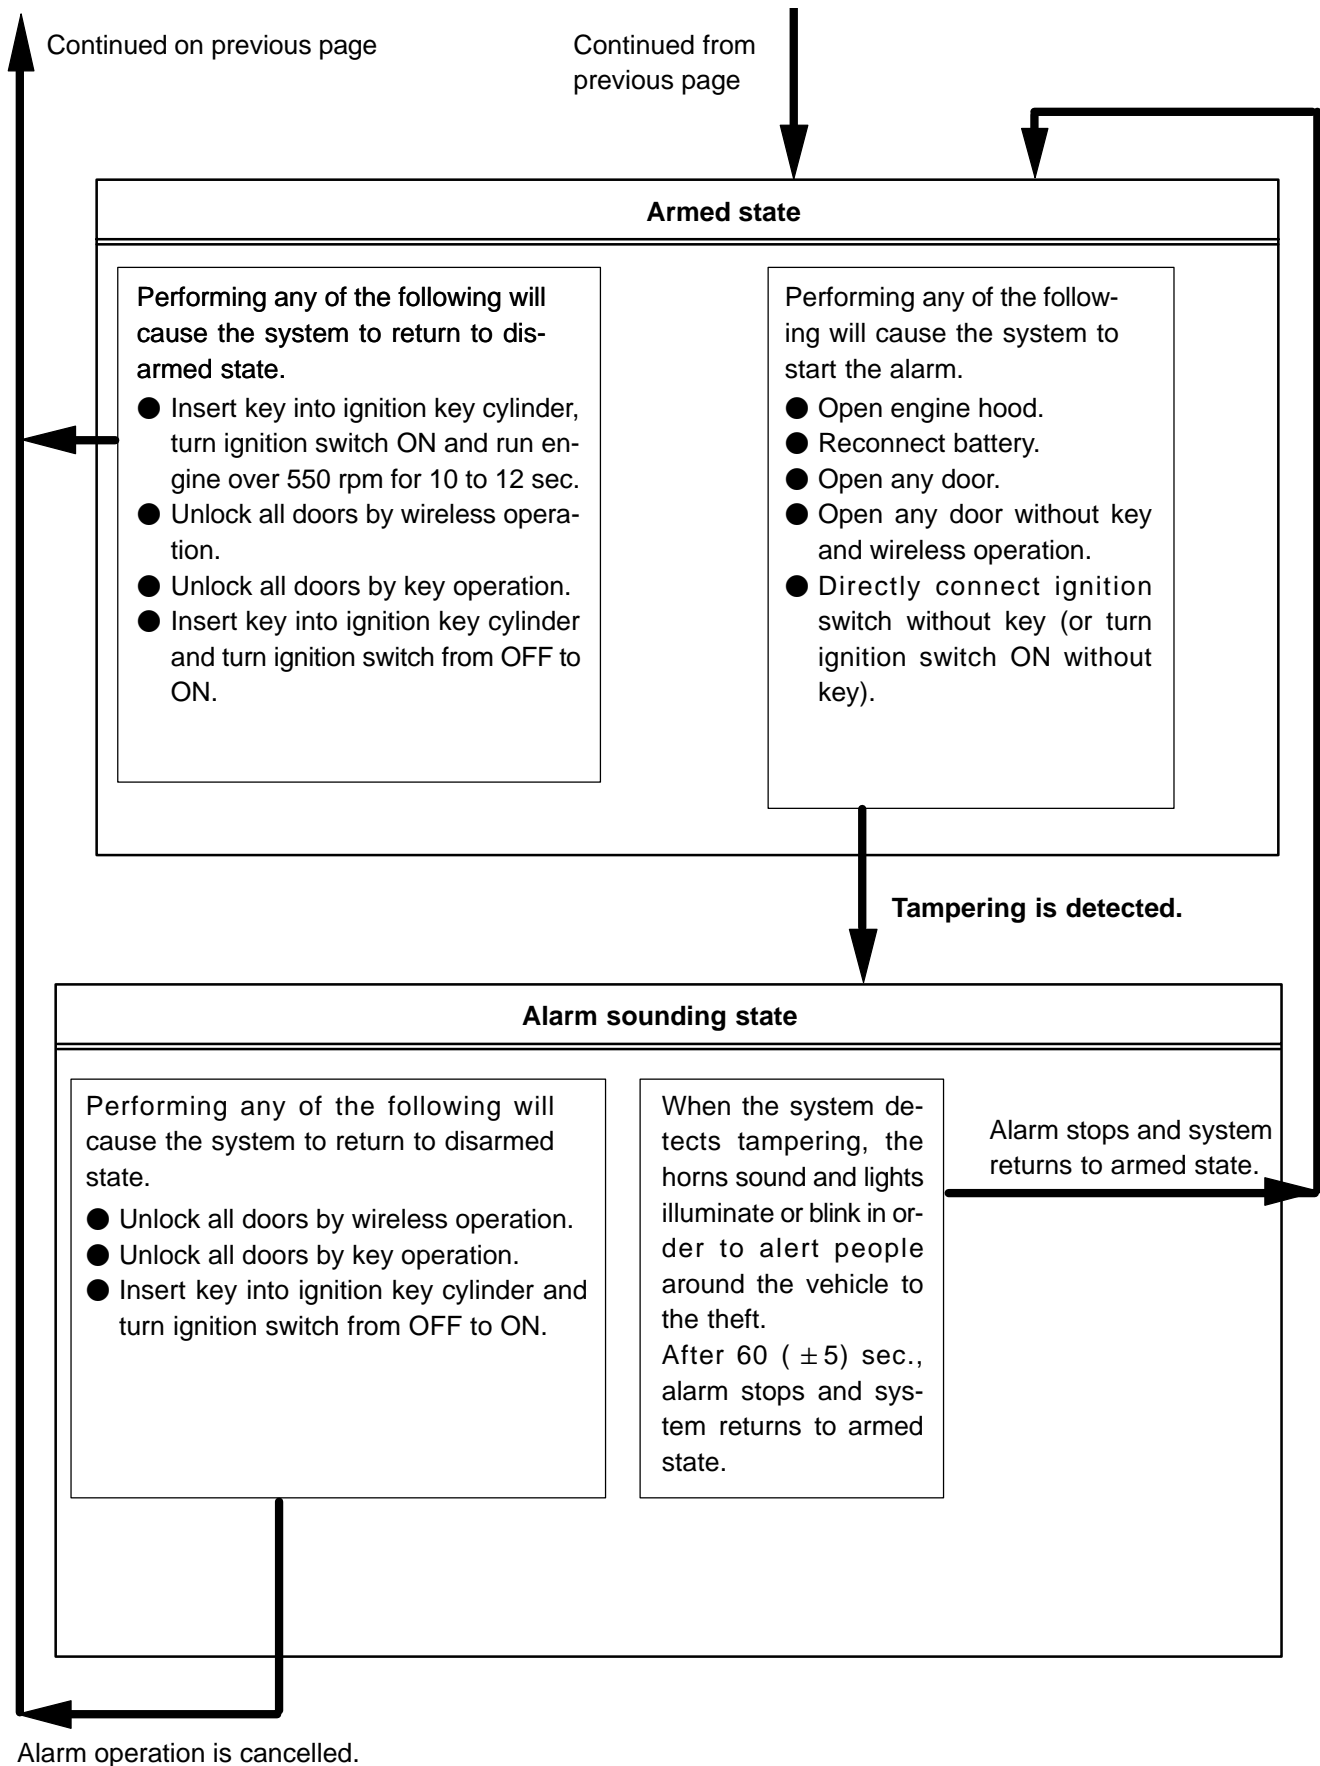 Continued on previous page
Continued from
previous page
Armed state
Performing any of the following will
cause the system to return to dis-
armed state.
● Insert key into ignition key cylinder,
turn ignition switch ON and run en-
gine over 550 rpm for 10 to 12 sec.
● Unlock all doors by wireless opera-
tion.
● Unlock all doors by key operation.
● Insert key into ignition key cylinder
and turn ignition switch from OFF to
ON.
Performing any of the follow-
ing will cause the system to
start the alarm.
● Open engine hood.
● Reconnect battery.
● Open any door.
● Open any door without key
and wireless operation.
● Directly connect ignition
switch without key (or turn
ignition switch ON without
key).
Tampering is detected.
Alarm sounding state
Performing any of the following will
cause the system to return to disarmed
state.
● Unlock all doors by wireless operation.
● Unlock all doors by key operation.
● Insert key into ignition key cylinder and
turn ignition switch from OFF to ON.
When the system de-
tects tampering, the
horns sound and lights
illuminate or blink in or-
der to alert people
around the vehicle to
the theft.
After 60 ( ±5) sec.,
alarm stops and sys-
tem returns to armed
state.
Alarm stops and system
returns to armed state.
Alarm operation is cancelled.